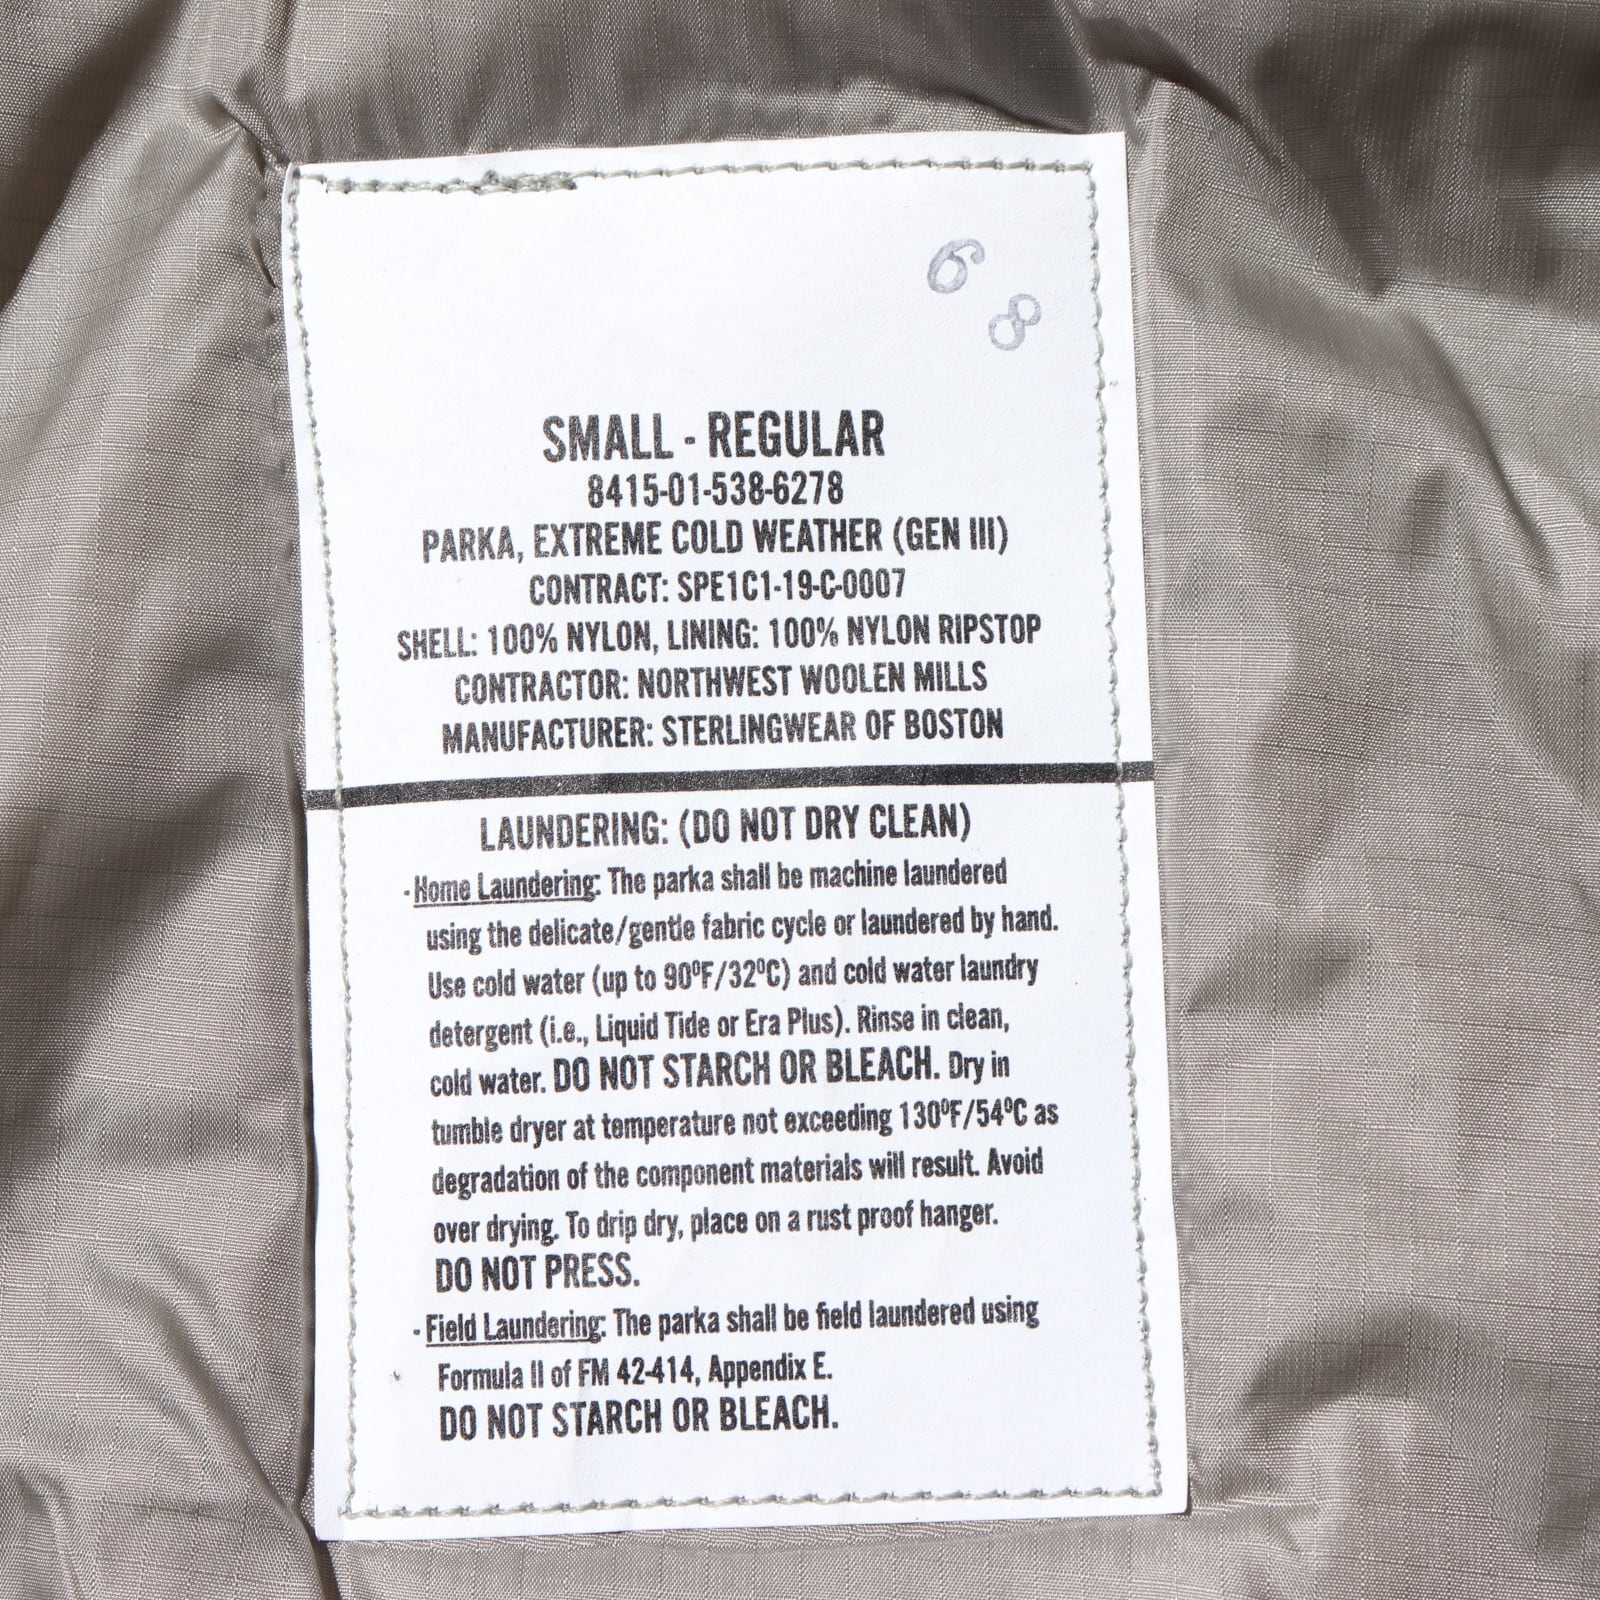 6
8
SMALL - REGULAR
8415-01-538-6278
PARKA, EXTREME COLD WEATHER (GEN III)
CONTRACT: SPE1C1-19-C-0007
SHELL: 100% NYLON, LINING: 100% NYLON RIPSTOP
CONTRACTOR: NORTHWEST WOOLEN MILLS
MANUFACTURER: STERLINGWEAR OF BOSTON
LAUNDERING: (DO NOT DRY CLEAN)
- Home Laundering: The parka shall be machine laundered
using the delicate/gentle fabric cycle or laundered by hand.
Use cold water (up to 90ºF/32ºC) and cold water laundry
detergent (i.e., Liquid Tide or Era Plus). Rinse in clean,
cold water. DO NOT STARCH OR BLEACH. Dry in
tumble dryer at temperature not exceeding 130ºF/54ºC as
degradation of the component materials will result. Avoid
over drying. To drip dry, place on a rust proof hanger.
DO NOT PRESS.
- Field Laundering: The parka shall be field laundered using
Formula II of FM 42-414, Appendix E.
DO NOT STARCH OR BLEACH.